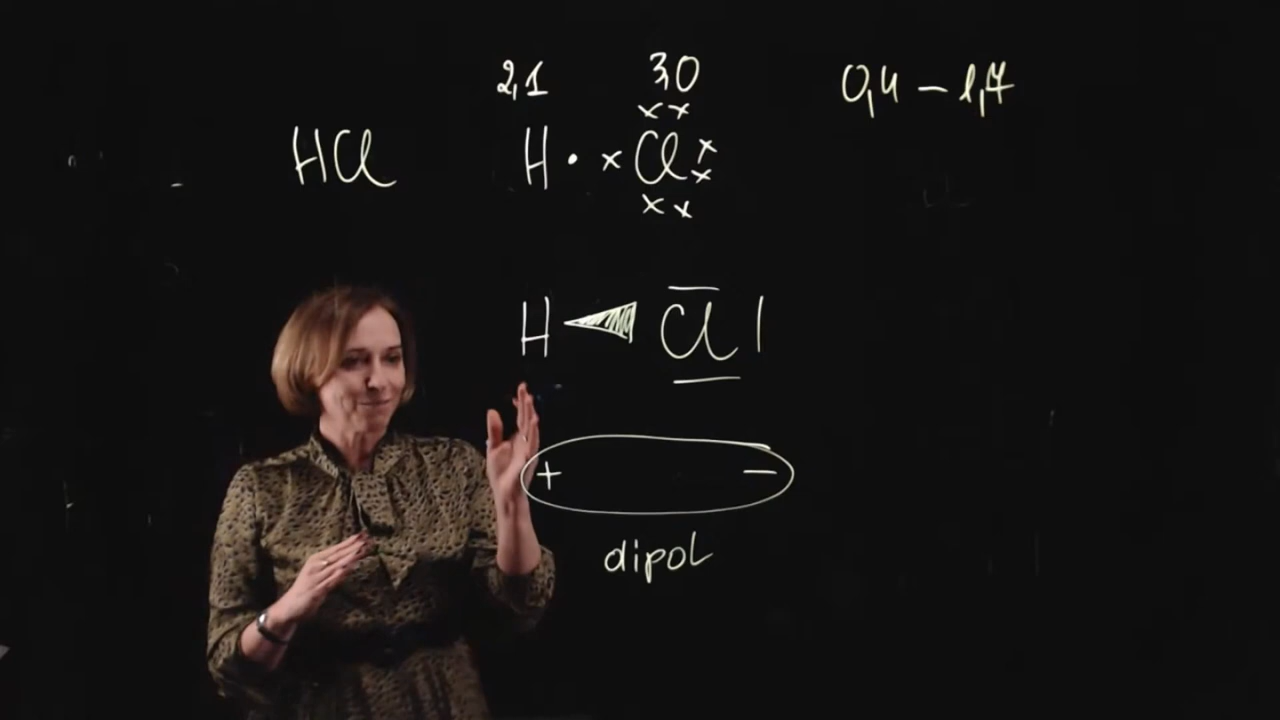 2,1 3,0 0,4 – 1,7
HCl H · x Cl x x x x x x
H Cl
+ –
dipol